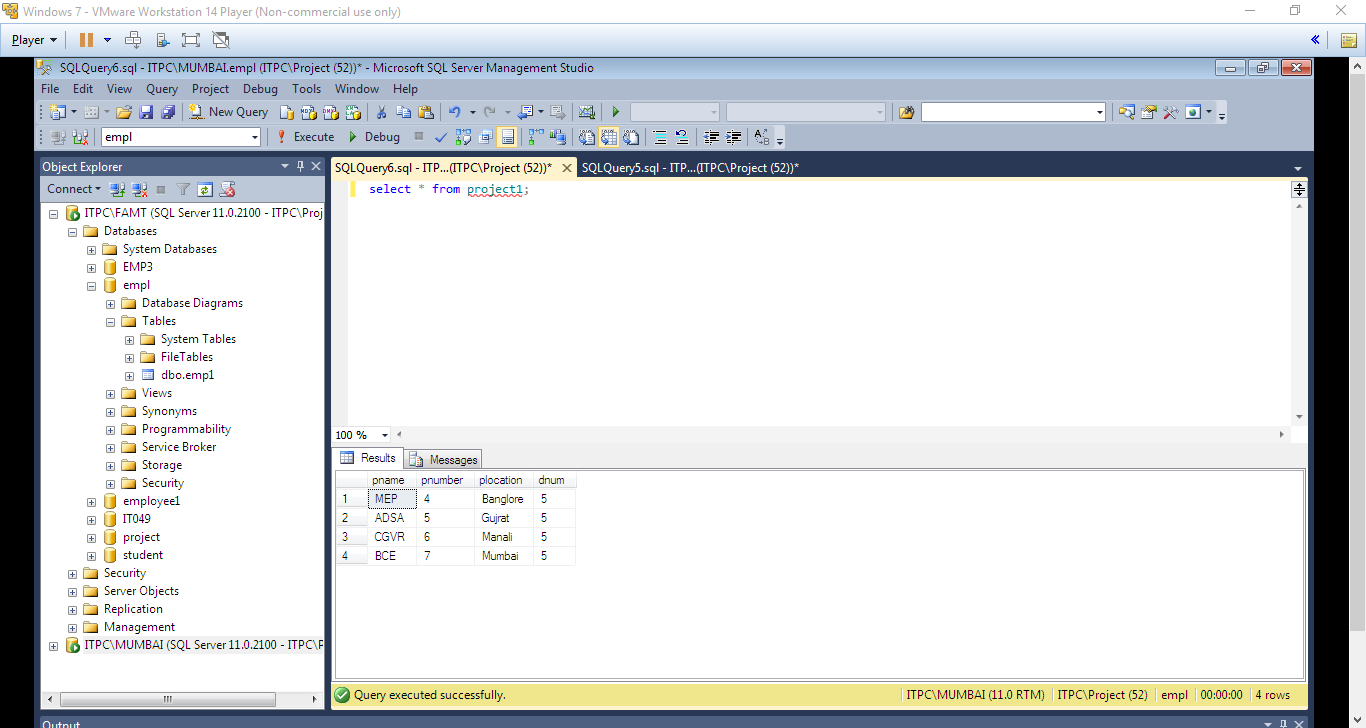 Windows 7 - VMware Workstation 14 Player (Non-commercial use only)
Player
SQLQuery6.sql - ITPC\MUMBAI.empl (ITPC\Project (52))* - Microsoft SQL Server Management Studio
File Edit View Query Project Debug Tools Window Help
New Query
empl Execute Debug
Object Explorer
Connect
ITPC\FAMT (SQL Server 11.0.2100 - ITPC\Proj
Databases
System Databases
EMP3
empl
Database Diagrams
Tables
System Tables
FileTables
dbo.emp1
Views
Synonyms
Programmability
Service Broker
Storage
Security
employee1
IT049
project
student
Security
Server Objects
Replication
Management
ITPC\MUMBAI (SQL Server 11.0.2100 - ITPC\P
SQLQuery6.sql - ITP...(ITPC\Project (52))* SQLQuery5.sql - ITP...(ITPC\Project (52))*
select * from project1;
100 %
Results Messages
pname pnumber plocation dnum
1 MEP 4 Banglore 5
2 ADSA 5 Gujrat 5
3 CGVR 6 Manali 5
4 BCE 7 Mumbai 5
Query executed successfully. ITPC\MUMBAI (11.0 RTM) ITPC\Project (52) empl 00:00:00 4 rows
Output